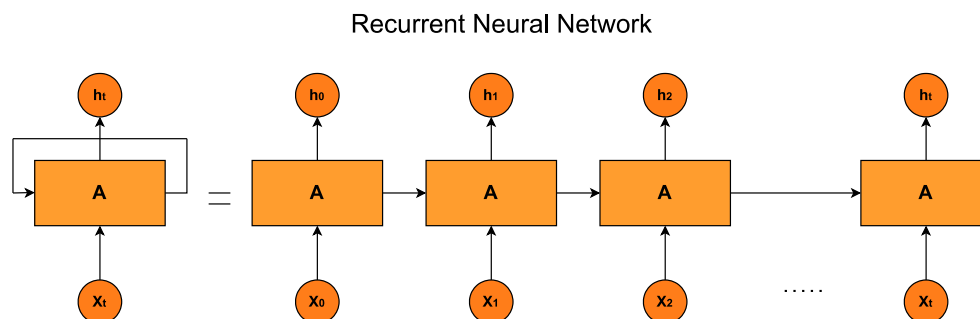 Recurrent Neural Network
ht h0 h1 h2 ht
A = A A A A
Xt X0 X1 X2 ..... Xt